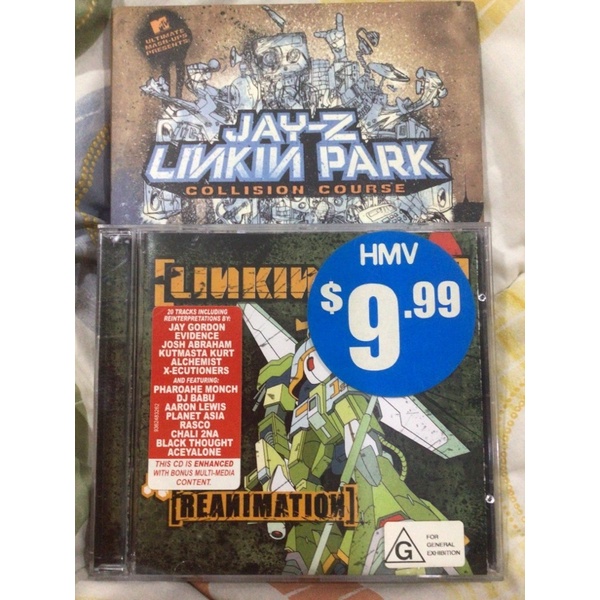 MTV
ULTIMATE
MASH-UPS
PRESENTS:
JAY-Z
LINKIN PARK
COLLISION COURSE
HMV
$9.99
[LINKIN
20 TRACKS INCLUDING
REINTERPRETATIONS BY:
JAY GORDON
EVIDENCE
JOSH ABRAHAM
KUTMASTA KURT
ALCHEMIST
X-ECUTIONERS
AND FEATURING:
PHAROAHE MONCH
DJ BABU
AARON LEWIS
PLANET ASIA
RASCO
CHALI 2NA
BLACK THOUGHT
ACEYALONE
THIS CD IS ENHANCED
WITH BONUS MULTI-MEDIA
CONTENT.
[REANIMATION]
G
FOR
GENERAL
EXHIBITION